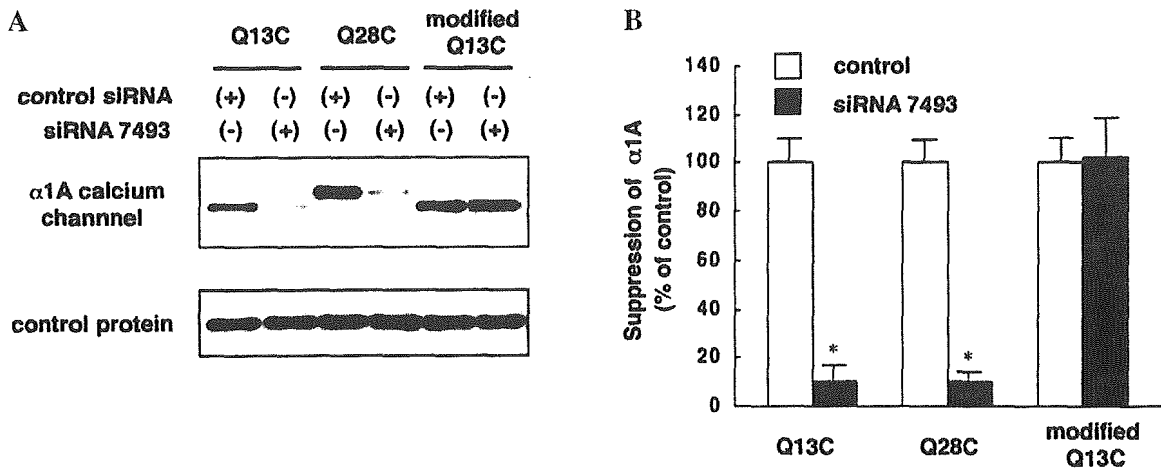 A
Q13C Q28C modified Q13C
control siRNA (+) (-) (+) (-) (+) (-)
siRNA 7493 (-) (+) (-) (+) (-) (+)
α1A calcium
channnel
control protein
B
Suppression of α1A
(% of control)
140
120
100
80
60
40
20
0
control
siRNA 7493
*
*
Q13C Q28C modified Q13C